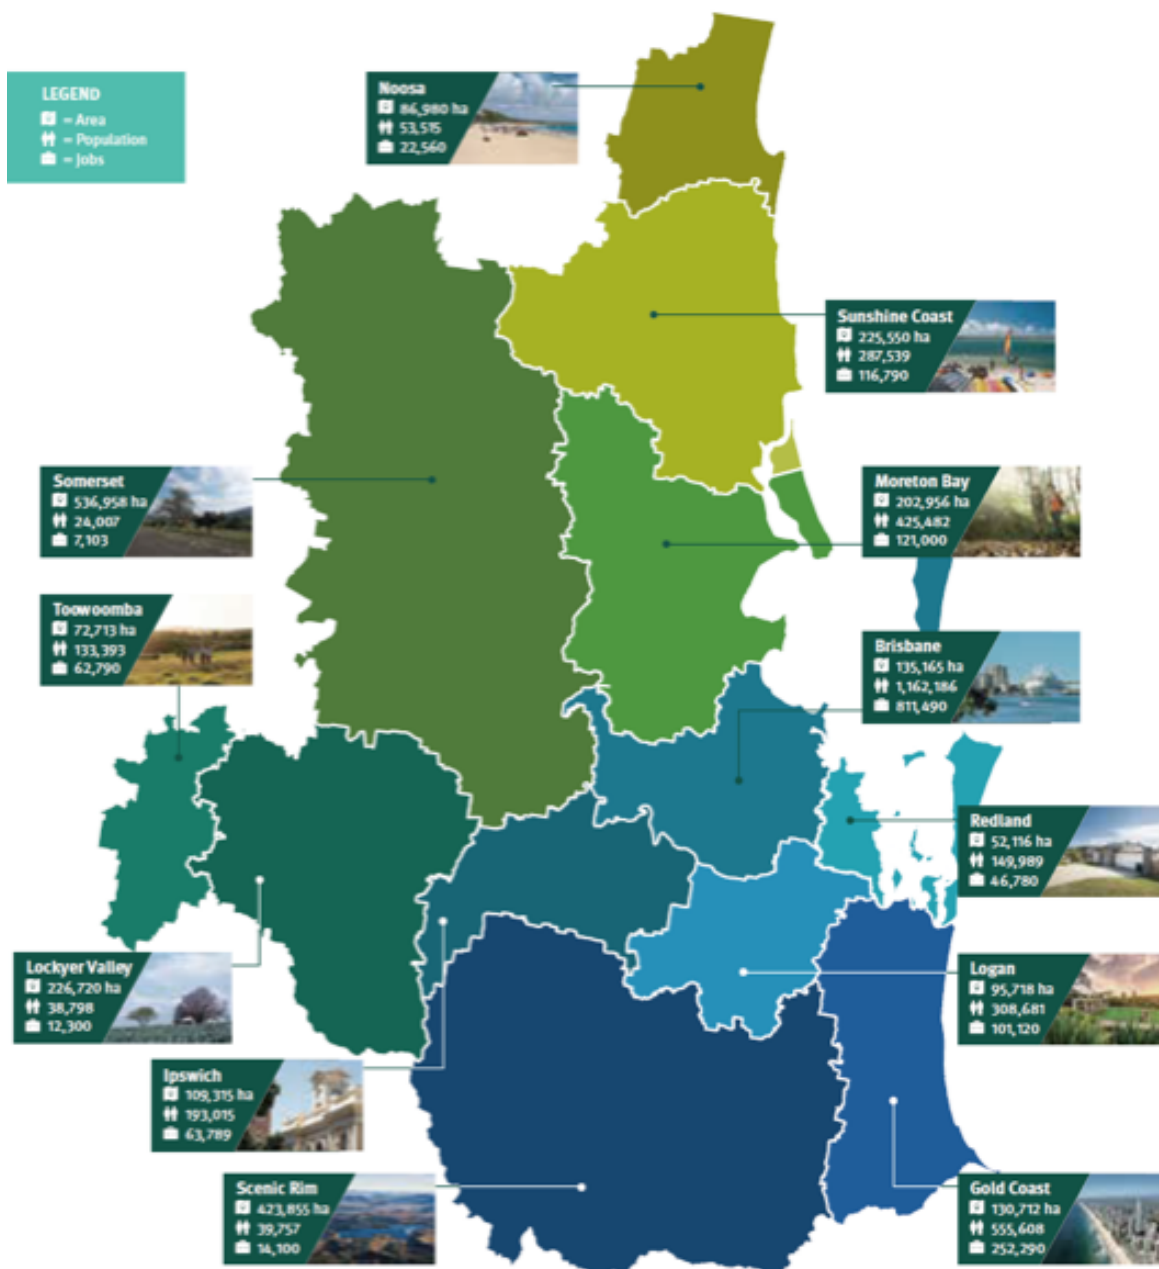 LEGEND
= Area
= Population
= Jobs
Noosa
86,980 ha
53,515
22,560
Sunshine Coast
225,550 ha
287,539
116,790
Somerset
536,958 ha
24,007
7,103
Moreton Bay
202,956 ha
425,482
121,000
Toowoomba
72,713 ha
133,393
62,790
Brisbane
135,165 ha
1,162,186
811,490
Redland
52,116 ha
149,989
46,780
Lockyer Valley
226,720 ha
38,798
12,300
Logan
95,718 ha
308,681
101,120
Ipswich
109,315 ha
193,015
63,789
Scenic Rim
423,855 ha
39,757
14,100
Gold Coast
130,712 ha
555,608
252,290